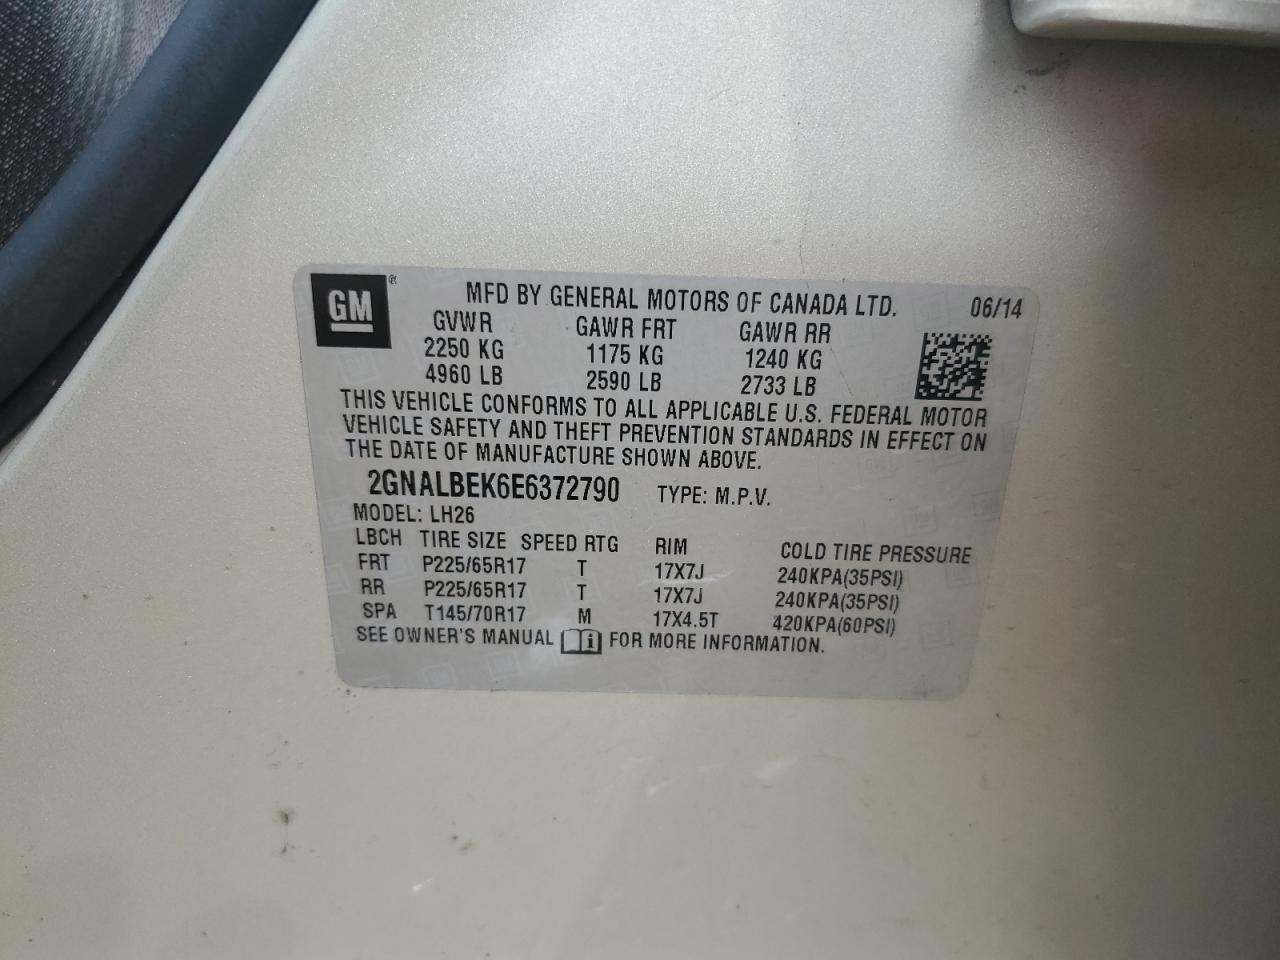 GM ®
MFD BY GENERAL MOTORS OF CANADA LTD. 06/14
GVWR GAWR FRT GAWR RR
2250 KG 1175 KG 1240 KG
4960 LB 2590 LB 2733 LB
THIS VEHICLE CONFORMS TO ALL APPLICABLE U.S. FEDERAL MOTOR
VEHICLE SAFETY AND THEFT PREVENTION STANDARDS IN EFFECT ON
THE DATE OF MANUFACTURE SHOWN ABOVE.
2GNALBEK6E6372790 TYPE: M.P.V.
MODEL: LH26
LBCH TIRE SIZE SPEED RTG RIM COLD TIRE PRESSURE
FRT P225/65R17 T 17X7J 240KPA(35PSI)
RR P225/65R17 T 17X7J 240KPA(35PSI)
SPA T145/70R17 M 17X4.5T 420KPA(60PSI)
SEE OWNER'S MANUAL i FOR MORE INFORMATION.